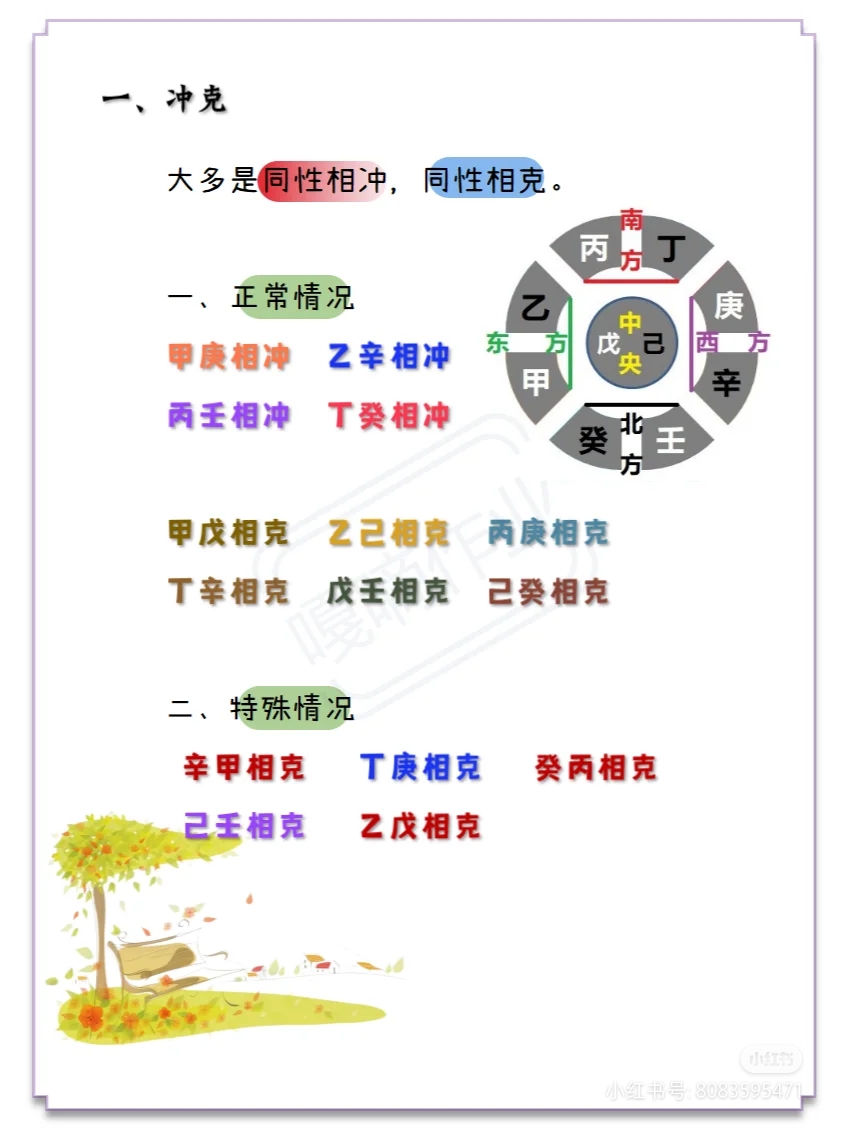 一、冲克
大多是同性相冲，同性相克。
南
方
丙 丁
乙 庚
东 方 戊 中 己 西 方
央
甲 辛
癸 北 壬
方
一、正常情况
甲庚相冲 乙辛相冲
丙壬相冲 丁癸相冲
甲戊相克 乙己相克 丙庚相克
丁辛相克 戊壬相克 己癸相克
二、特殊情况
辛甲相克 丁庚相克 癸丙相克
己壬相克 乙戊相克
嘎嘀作业
小红书
小红书号: 8083595471